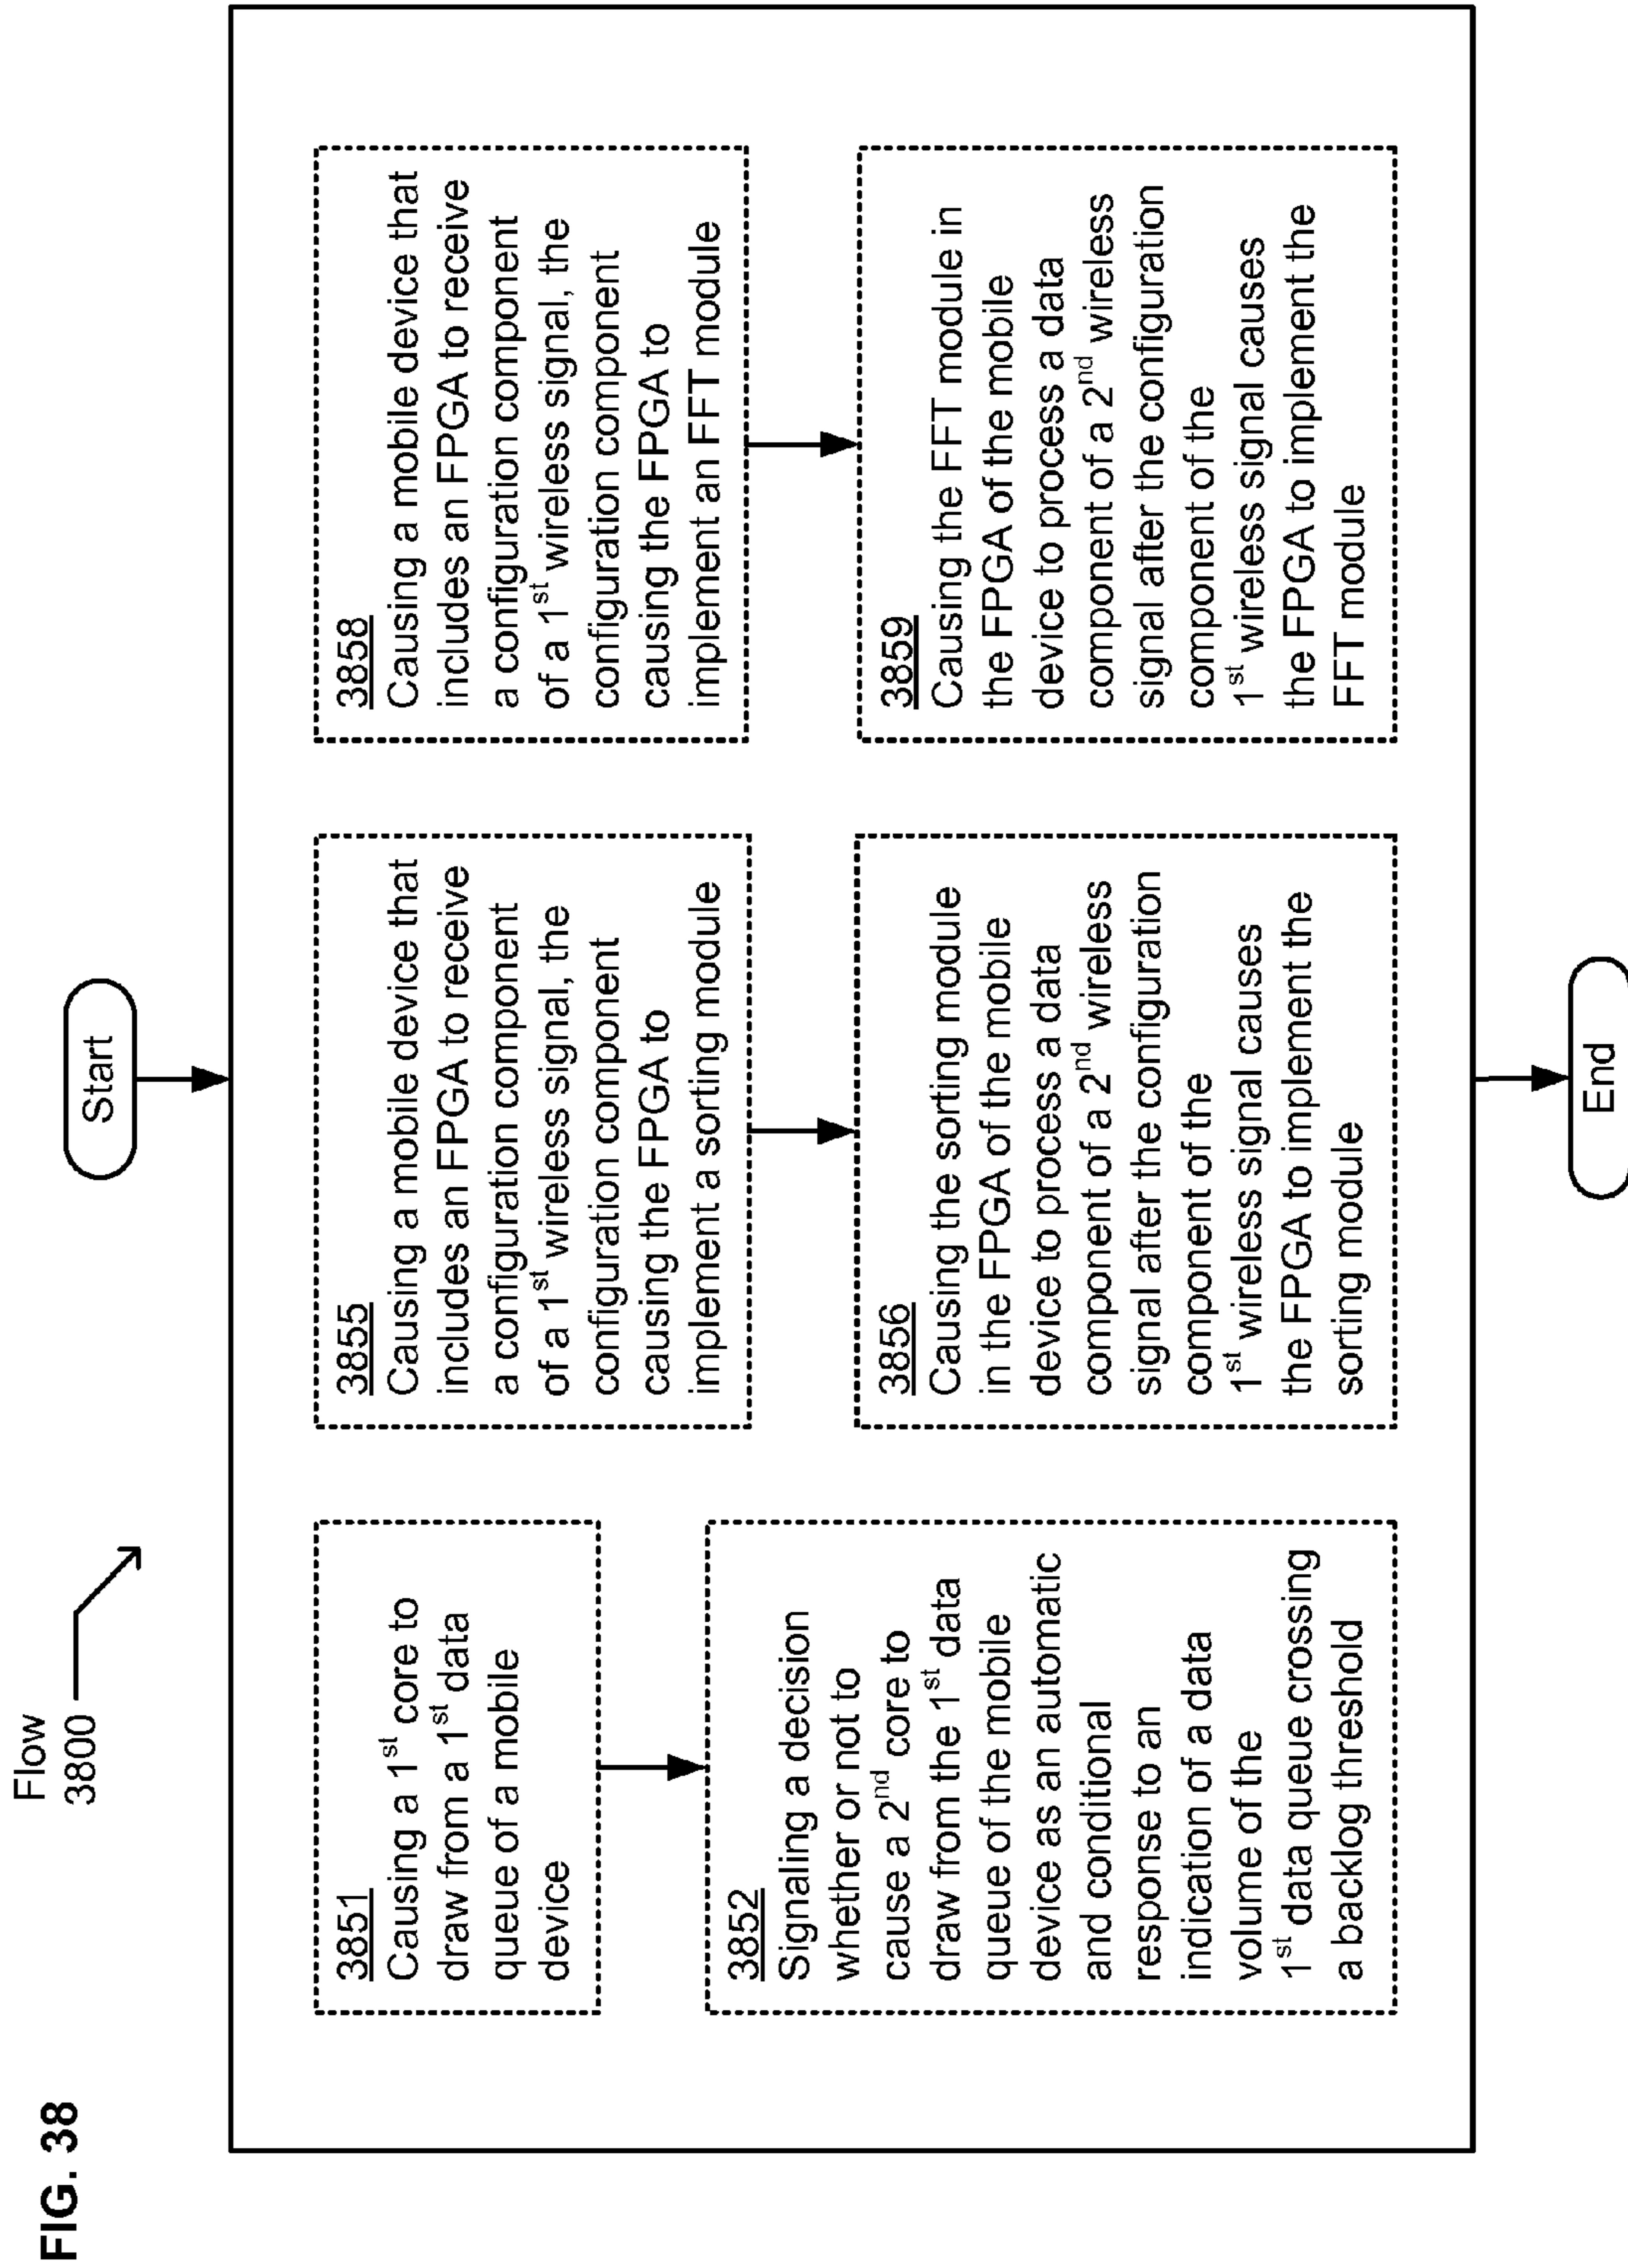 FIG. 38
Flow
3800
Start
3851
Causing a 1st core to
draw from a 1st data
queue of a mobile
device
3852
Signaling a decision
whether or not to
cause a 2nd core to
draw from the 1st data
queue of the mobile
device as an automatic
and conditional
response to an
indication of a data
volume of the
1st data queue crossing
a backlog threshold
3855
Causing a mobile device that
includes an FPGA to receive
a configuration component
of a 1st wireless signal, the
configuration component
causing the FPGA to
implement a sorting module
3856
Causing the sorting module
in the FPGA of the mobile
device to process a data
component of a 2nd wireless
signal after the configuration
component of the
1st wireless signal causes
the FPGA to implement the
sorting module
3858
Causing a mobile device that
includes an FPGA to receive
a configuration component
of a 1st wireless signal, the
configuration component
causing the FPGA to
implement an FFT module
3859
Causing the FFT module in
the FPGA of the mobile
device to process a data
component of a 2nd wireless
signal after the configuration
component of the
1st wireless signal causes
the FPGA to implement the
FFT module
End